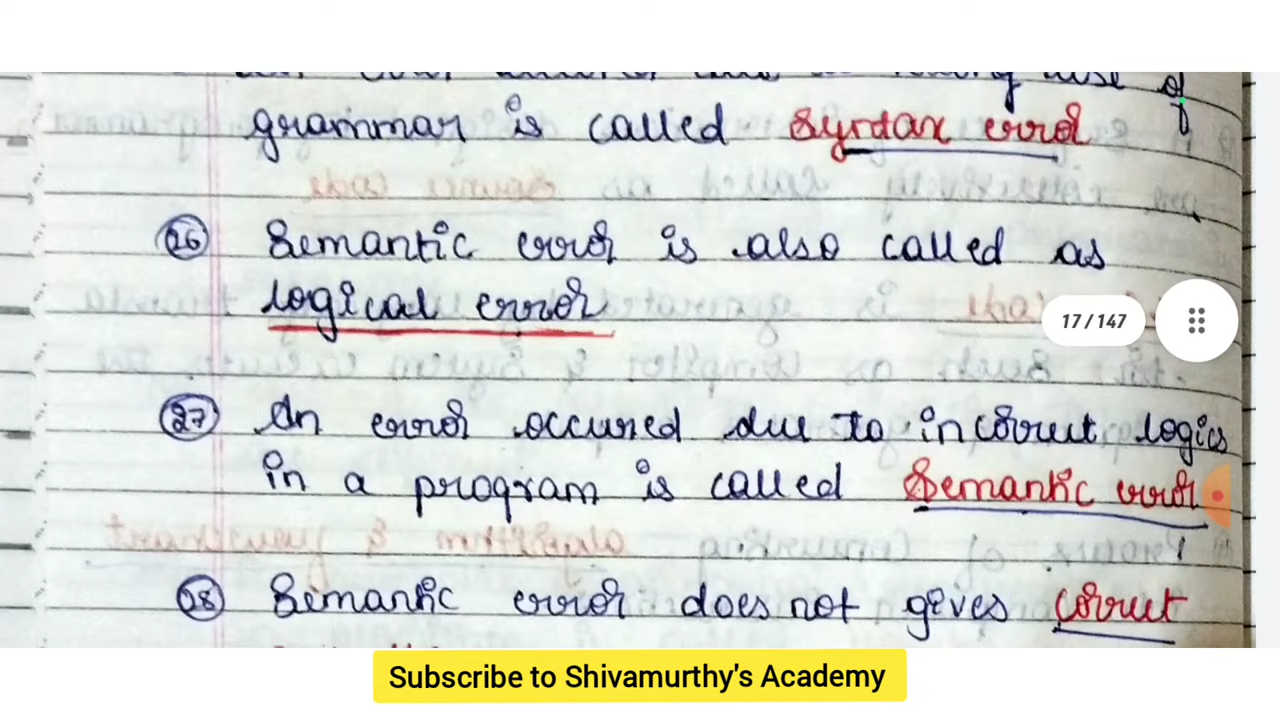 grammar is called Syntax error
26 Semantic error is also called as
logical error
17 / 147
27 An error occured due to incorrect logics
in a program is called Semantic error
28 Semantic error does not gives correct
Subscribe to Shivamurthy's Academy